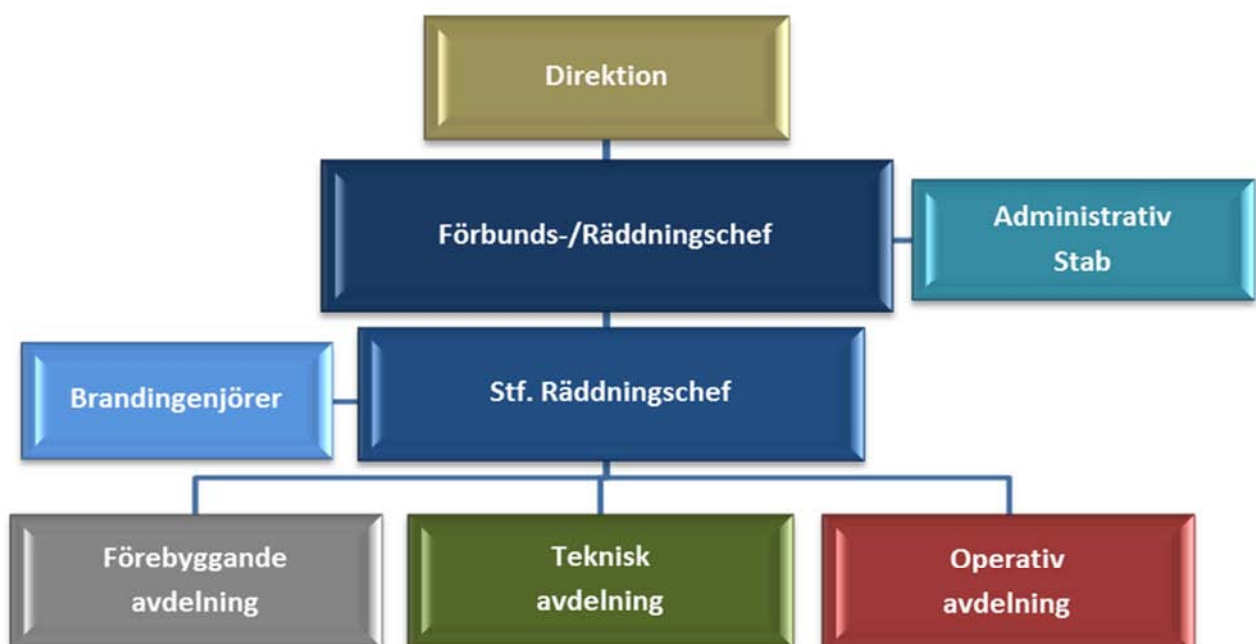 Direktion
Förbunds-/Räddningschef
Administrativ
Stab
Brandingenjörer
Stf. Räddningschef
Förebyggande
avdelning
Teknisk
avdelning
Operativ
avdelning